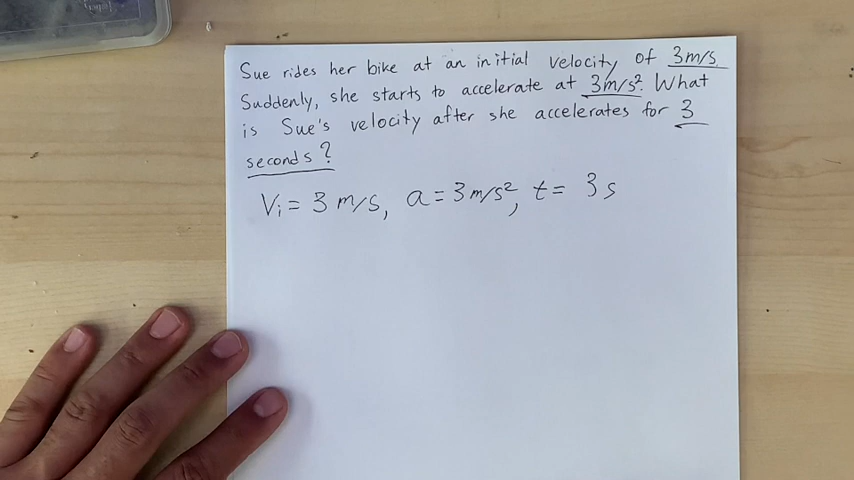 Sue rides her bike at an initial velocity of 3m/s.
Suddenly, she starts to accelerate at 3m/s². What
is Sue's velocity after she accelerates for 3
seconds?
Vi = 3 m/s, a = 3 m/s², t = 3 s